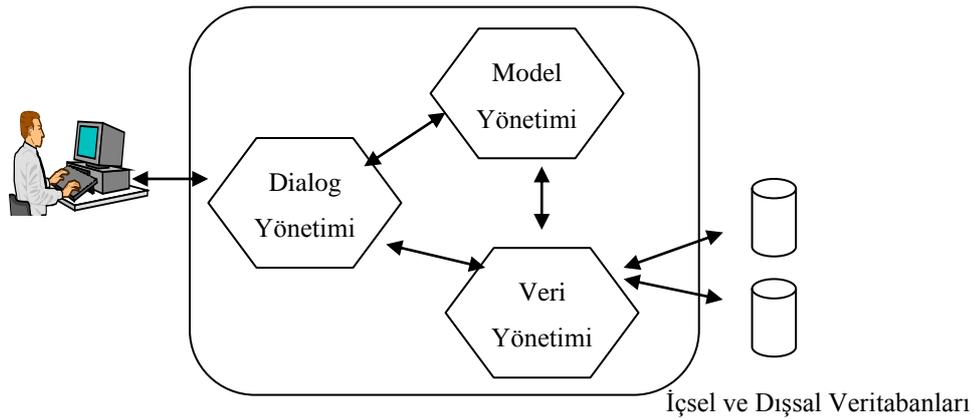 Model
Yönetimi
Dialog
Yönetimi
Veri
Yönetimi
İçsel ve Dışsal Veritabanları